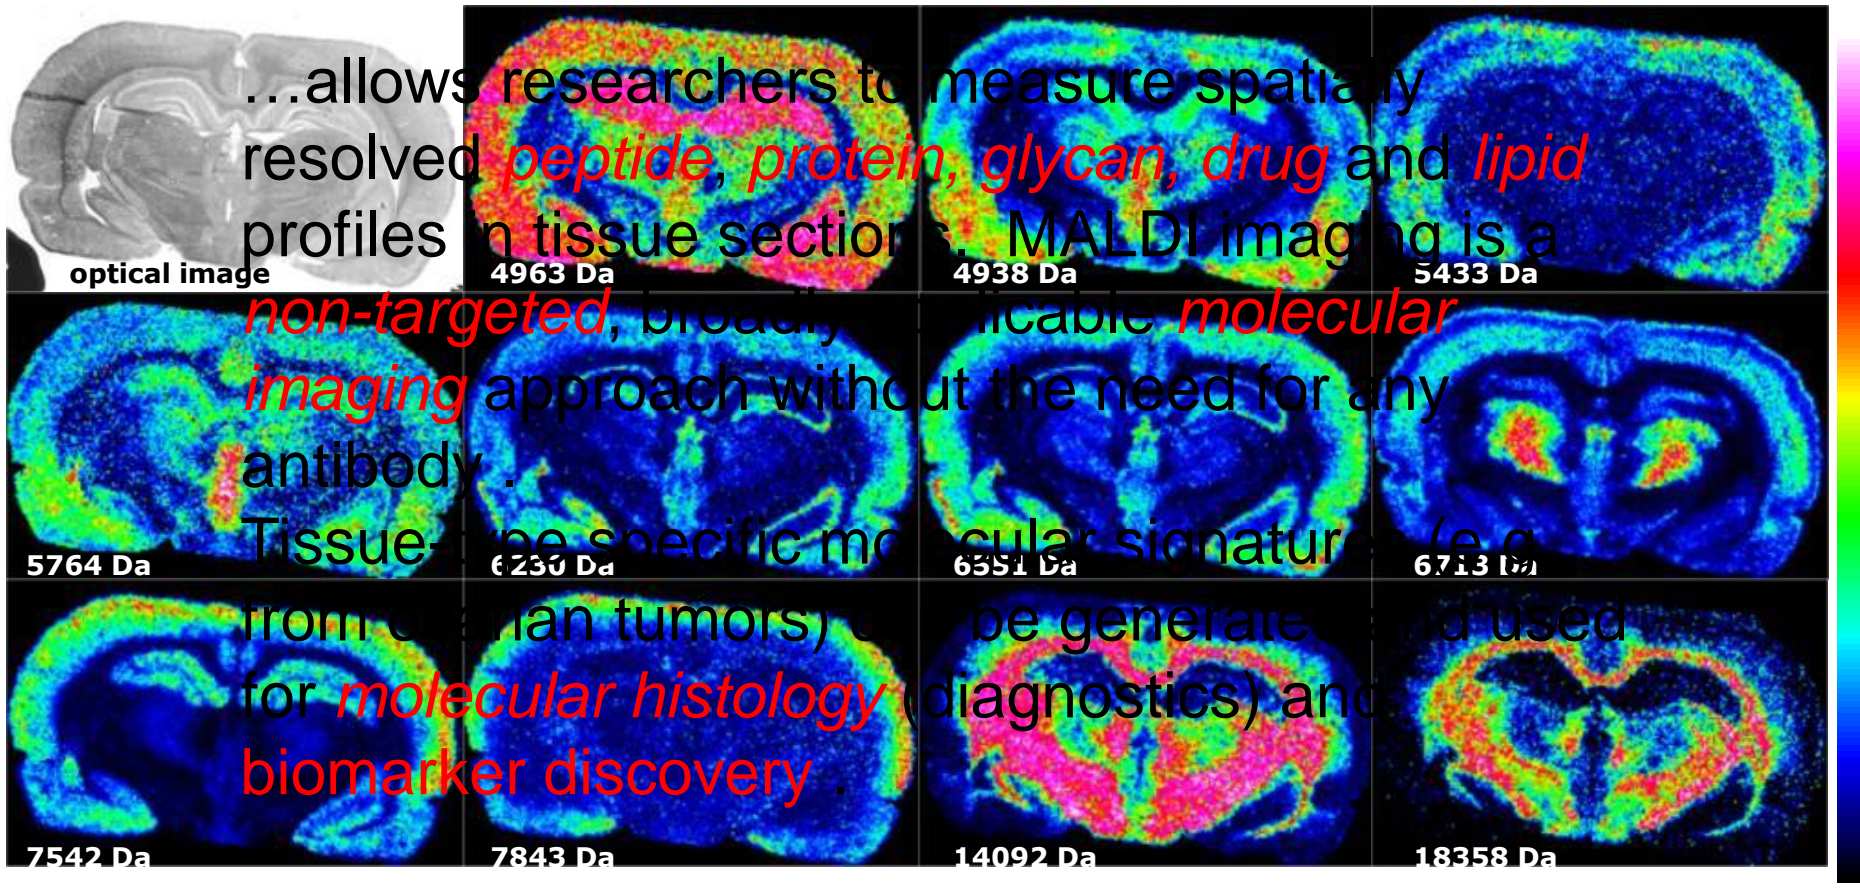 …allows researchers to measure spatially
resolved peptide, protein, glycan, drug and lipid
profiles in tissue sections. MALDI imaging is a
optical image
4963 Da
4938 Da
5433 Da
non-targeted, broadly applicable molecular
imaging approach without the need for any
antibody .
Tissue-type specific molecular signatures (e.g.
5764 Da
6230 Da
6551 Da
6713 Da
from ovarian tumors) can be generated and used
for molecular histology (diagnostics) and
biomarker discovery .
7542 Da
7843 Da
14092 Da
18358 Da